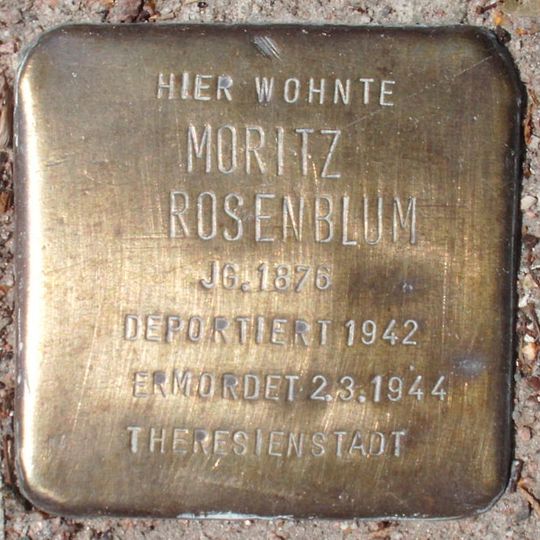 HIER WOHNTE
MORITZ
ROSENBLUM
JG.1876
DEPORTIERT 1942
ERMORDET 2.3.1944
THERESIENSTADT